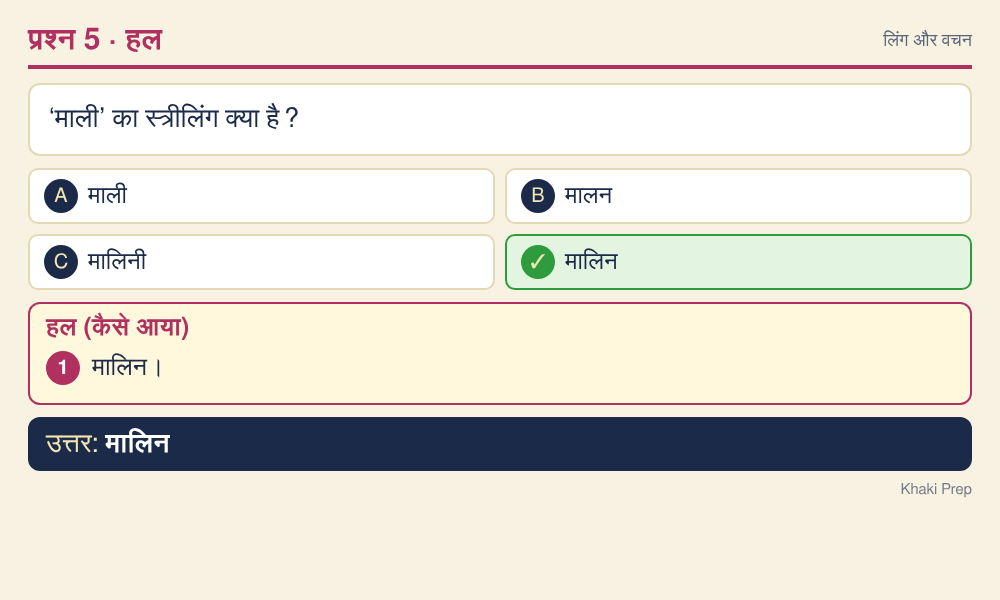 प्रश्न 5 · हल
लिंग और वचन
‘माली’ का स्त्रीलिंग क्या है ?
A माली
B मालन
C मालिनी
✓ मालिन
हल (कैसे आया)
1 मालिन।
उत्तर: मालिन
Khaki Prep